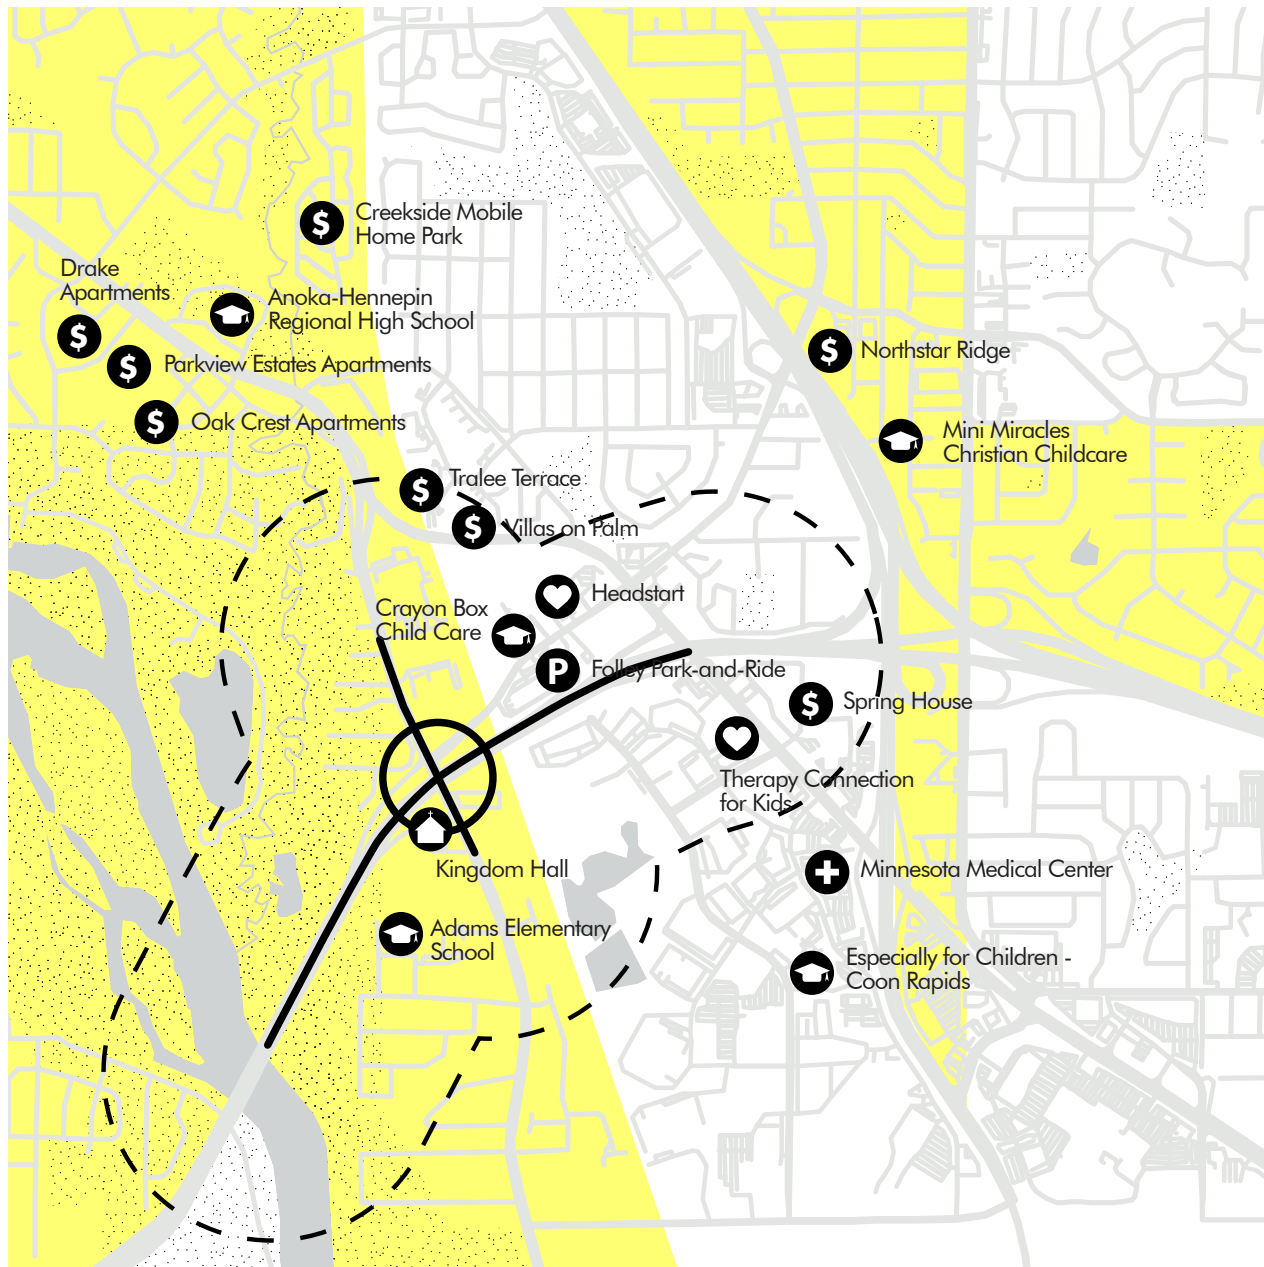 Creekside Mobile
Home Park
$
Drake
Apartments
Anoka-Hennepin
Regional High School
$
Parkview Estates Apartments
$
Northstar Ridge
$
Oak Crest Apartments
$
Mini Miracles
Christian Childcare
Tralee Terrace
$
Villas on Palm
$
Headstart
Crayon Box
Child Care
P
Folley Park-and-Ride
$
Spring House
Therapy Connection
for Kids
Kingdom Hall
Minnesota Medical Center
Adams Elementary
School
Especially for Children -
Coon Rapids